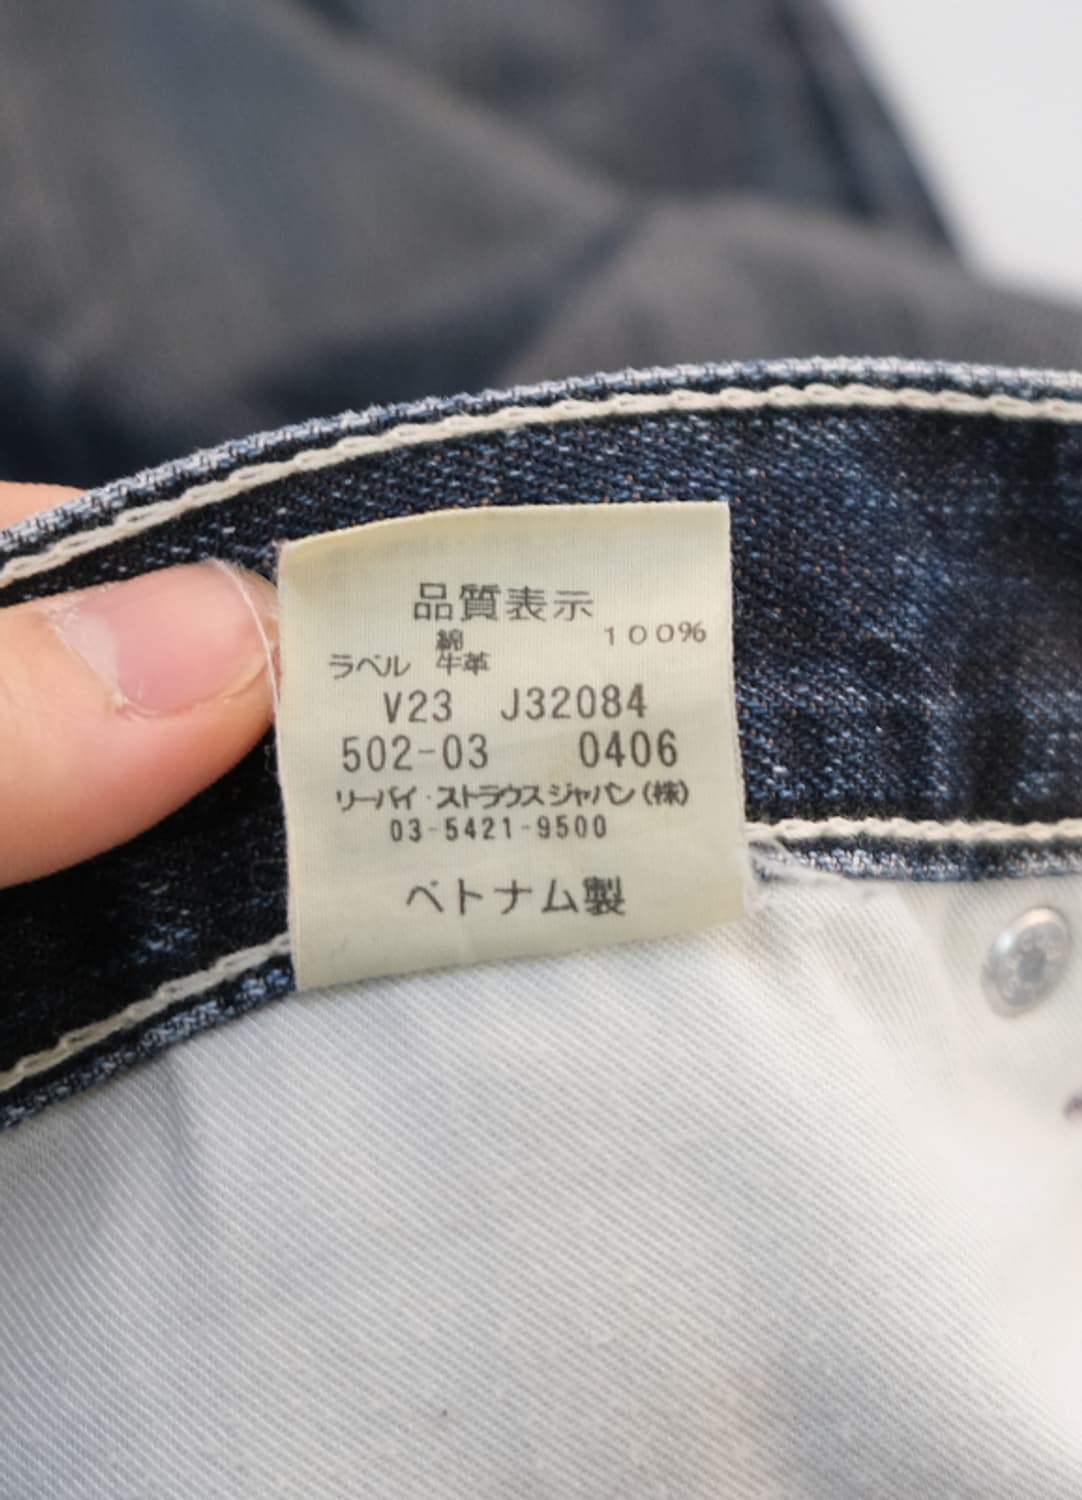 品質表示
綿 100%
ラベル 牛革
V23 J32084
502-03 0406
リーバイ・ストラウスジャパン(株)
03-5421-9500
ベトナム製